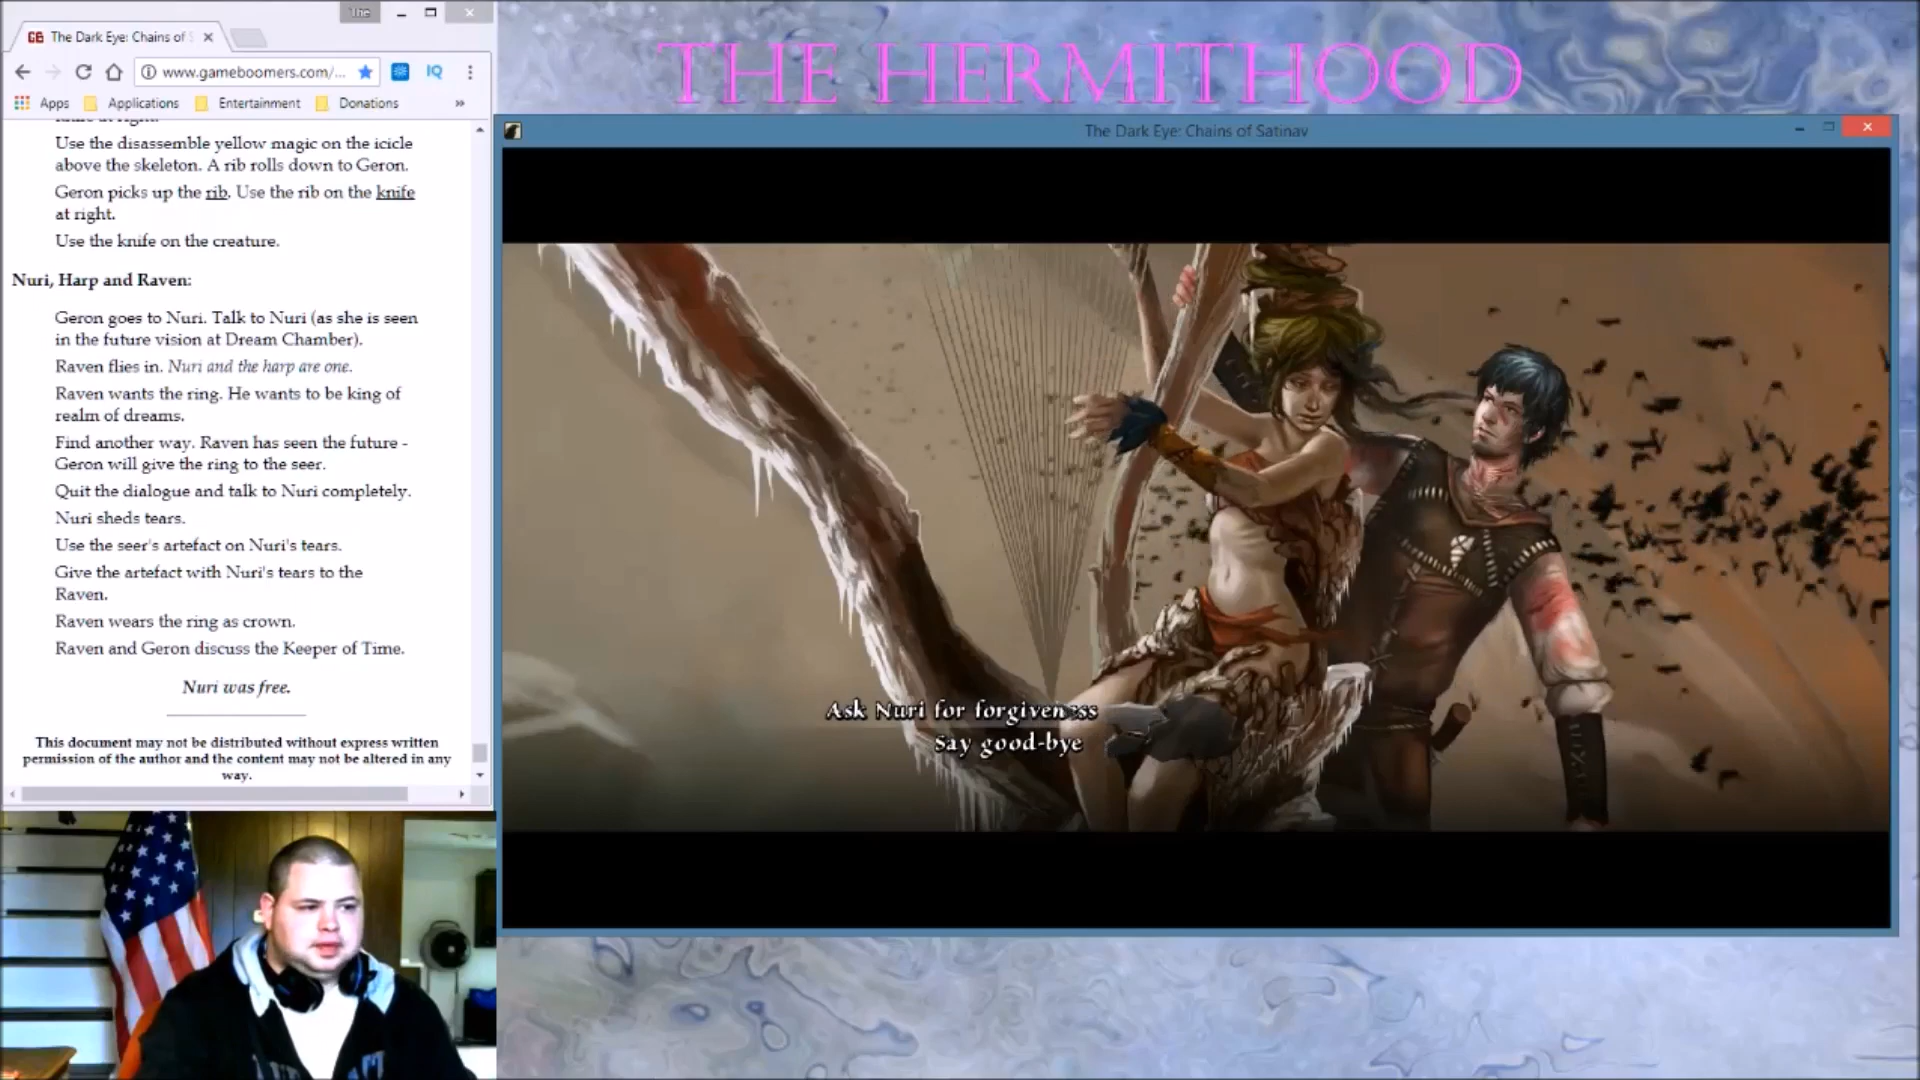 The
The Dark Eye: Chains of S
www.gameboomers.com/...
IQ
Apps
Applications
Entertainment
Donations
»
Use the disassemble yellow magic on the icicle
above the skeleton. A rib rolls down to Geron.
Geron picks up the rib. Use the rib on the knife
at right.
Use the knife on the creature.
Nuri, Harp and Raven:
Geron goes to Nuri. Talk to Nuri (as she is seen
in the future vision at Dream Chamber).
Raven flies in. Nuri and the harp are one.
Raven wants the ring. He wants to be king of
realm of dreams.
Find another way. Raven has seen the future -
Geron will give the ring to the seer.
Quit the dialogue and talk to Nuri completely.
Nuri sheds tears.
Use the seer's artefact on Nuri's tears.
Give the artefact with Nuri's tears to the
Raven.
Raven wears the ring as crown.
Raven and Geron discuss the Keeper of Time.
Nuri was free.
This document may not be distributed without express written
permission of the author and the content may not be altered in any
way.
THE HERMITHOOD
The Dark Eye: Chains of Satinav
Ask Nuri for forgiveness
Say good-bye